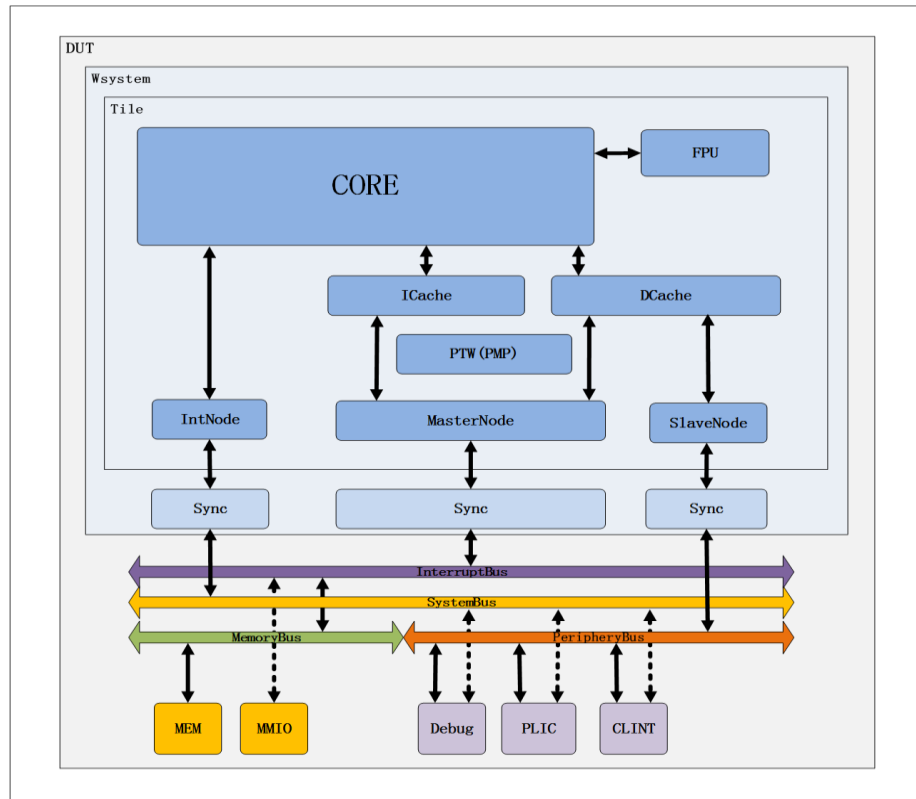 DUT
Wsystem
Tile
CORE
FPU
ICache
DCache
PTW(PMP)
IntNode
MasterNode
SlaveNode
Sync
Sync
Sync
InterruptBus
SystemBus
MemoryBus
PeripheryBus
MEM
MMIO
Debug
PLIC
CLINT